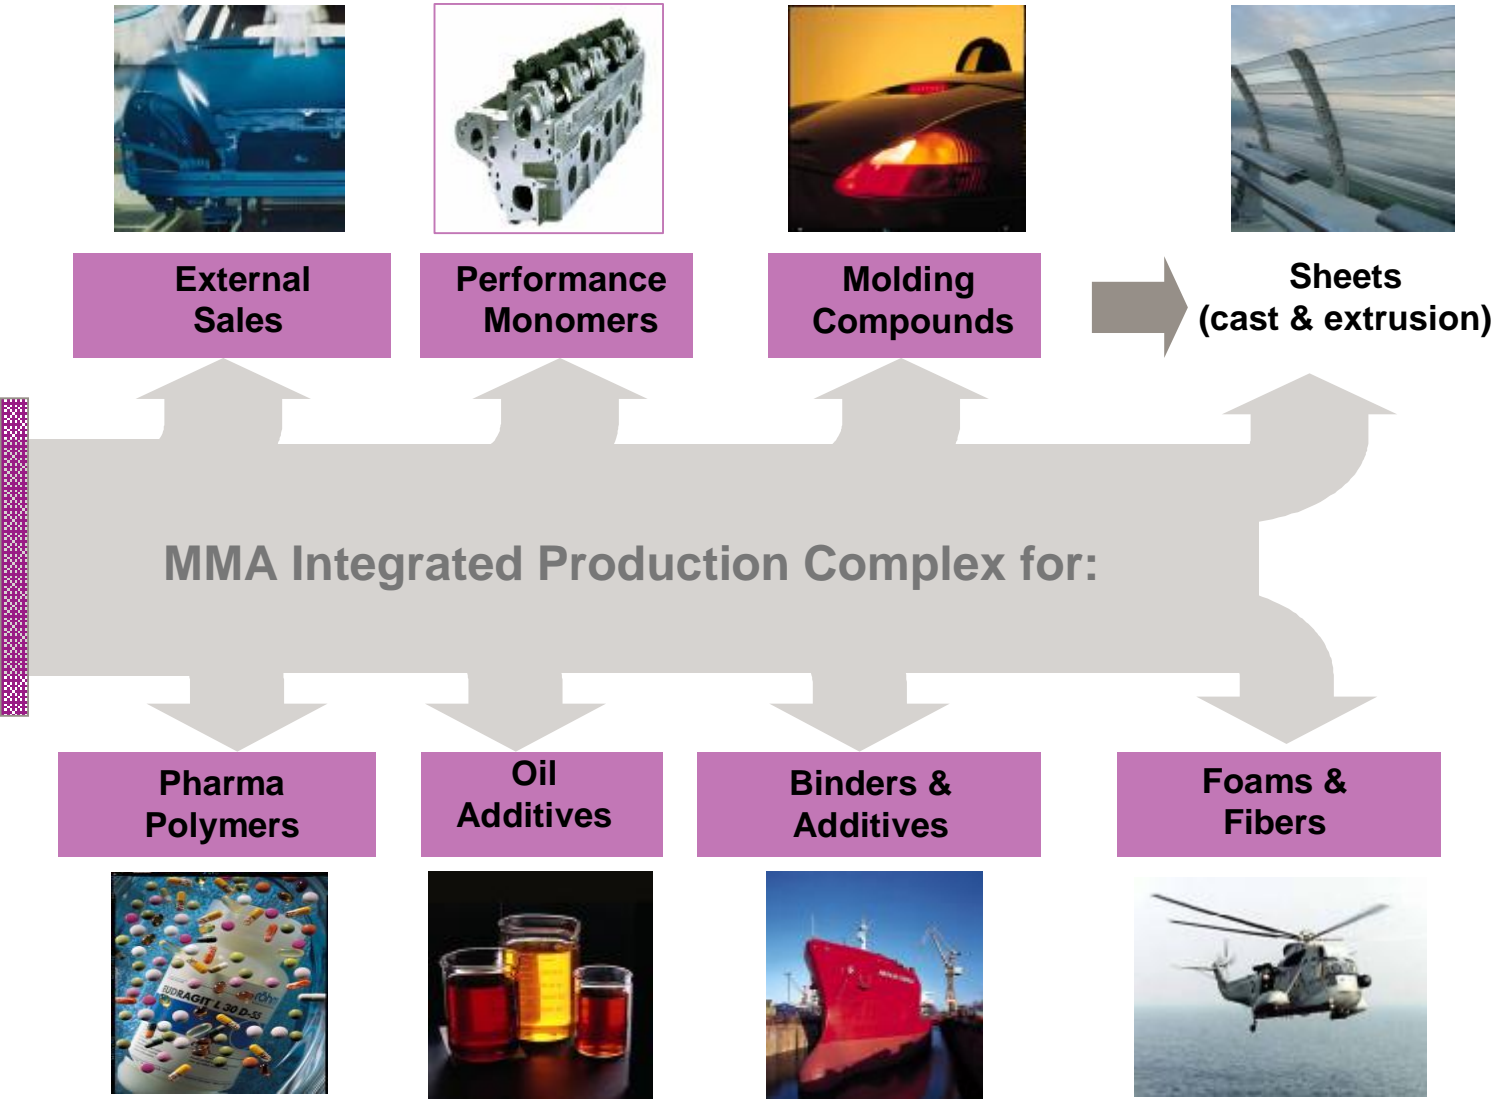 External
Sales
Performance
Monomers
Molding
Compounds
Sheets
(cast & extrusion)
MMA Integrated Production Complex for:
Pharma
Polymers
Oil
Additives
Binders &
Additives
Foams &
Fibers
EUDRAGIT L 30 D-55
röhm